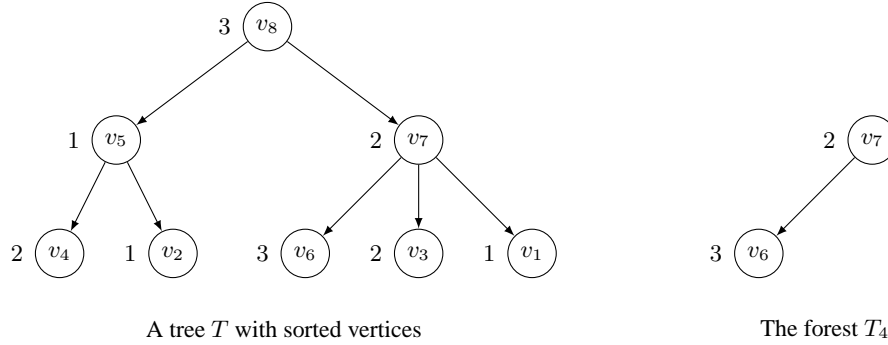 3 v₈
1 v₅ 2 v₇ 2 v₇
2 v₄ 1 v₂ 3 v₆ 2 v₃ 1 v₁ 3 v₆
A tree T with sorted vertices The forest T₄